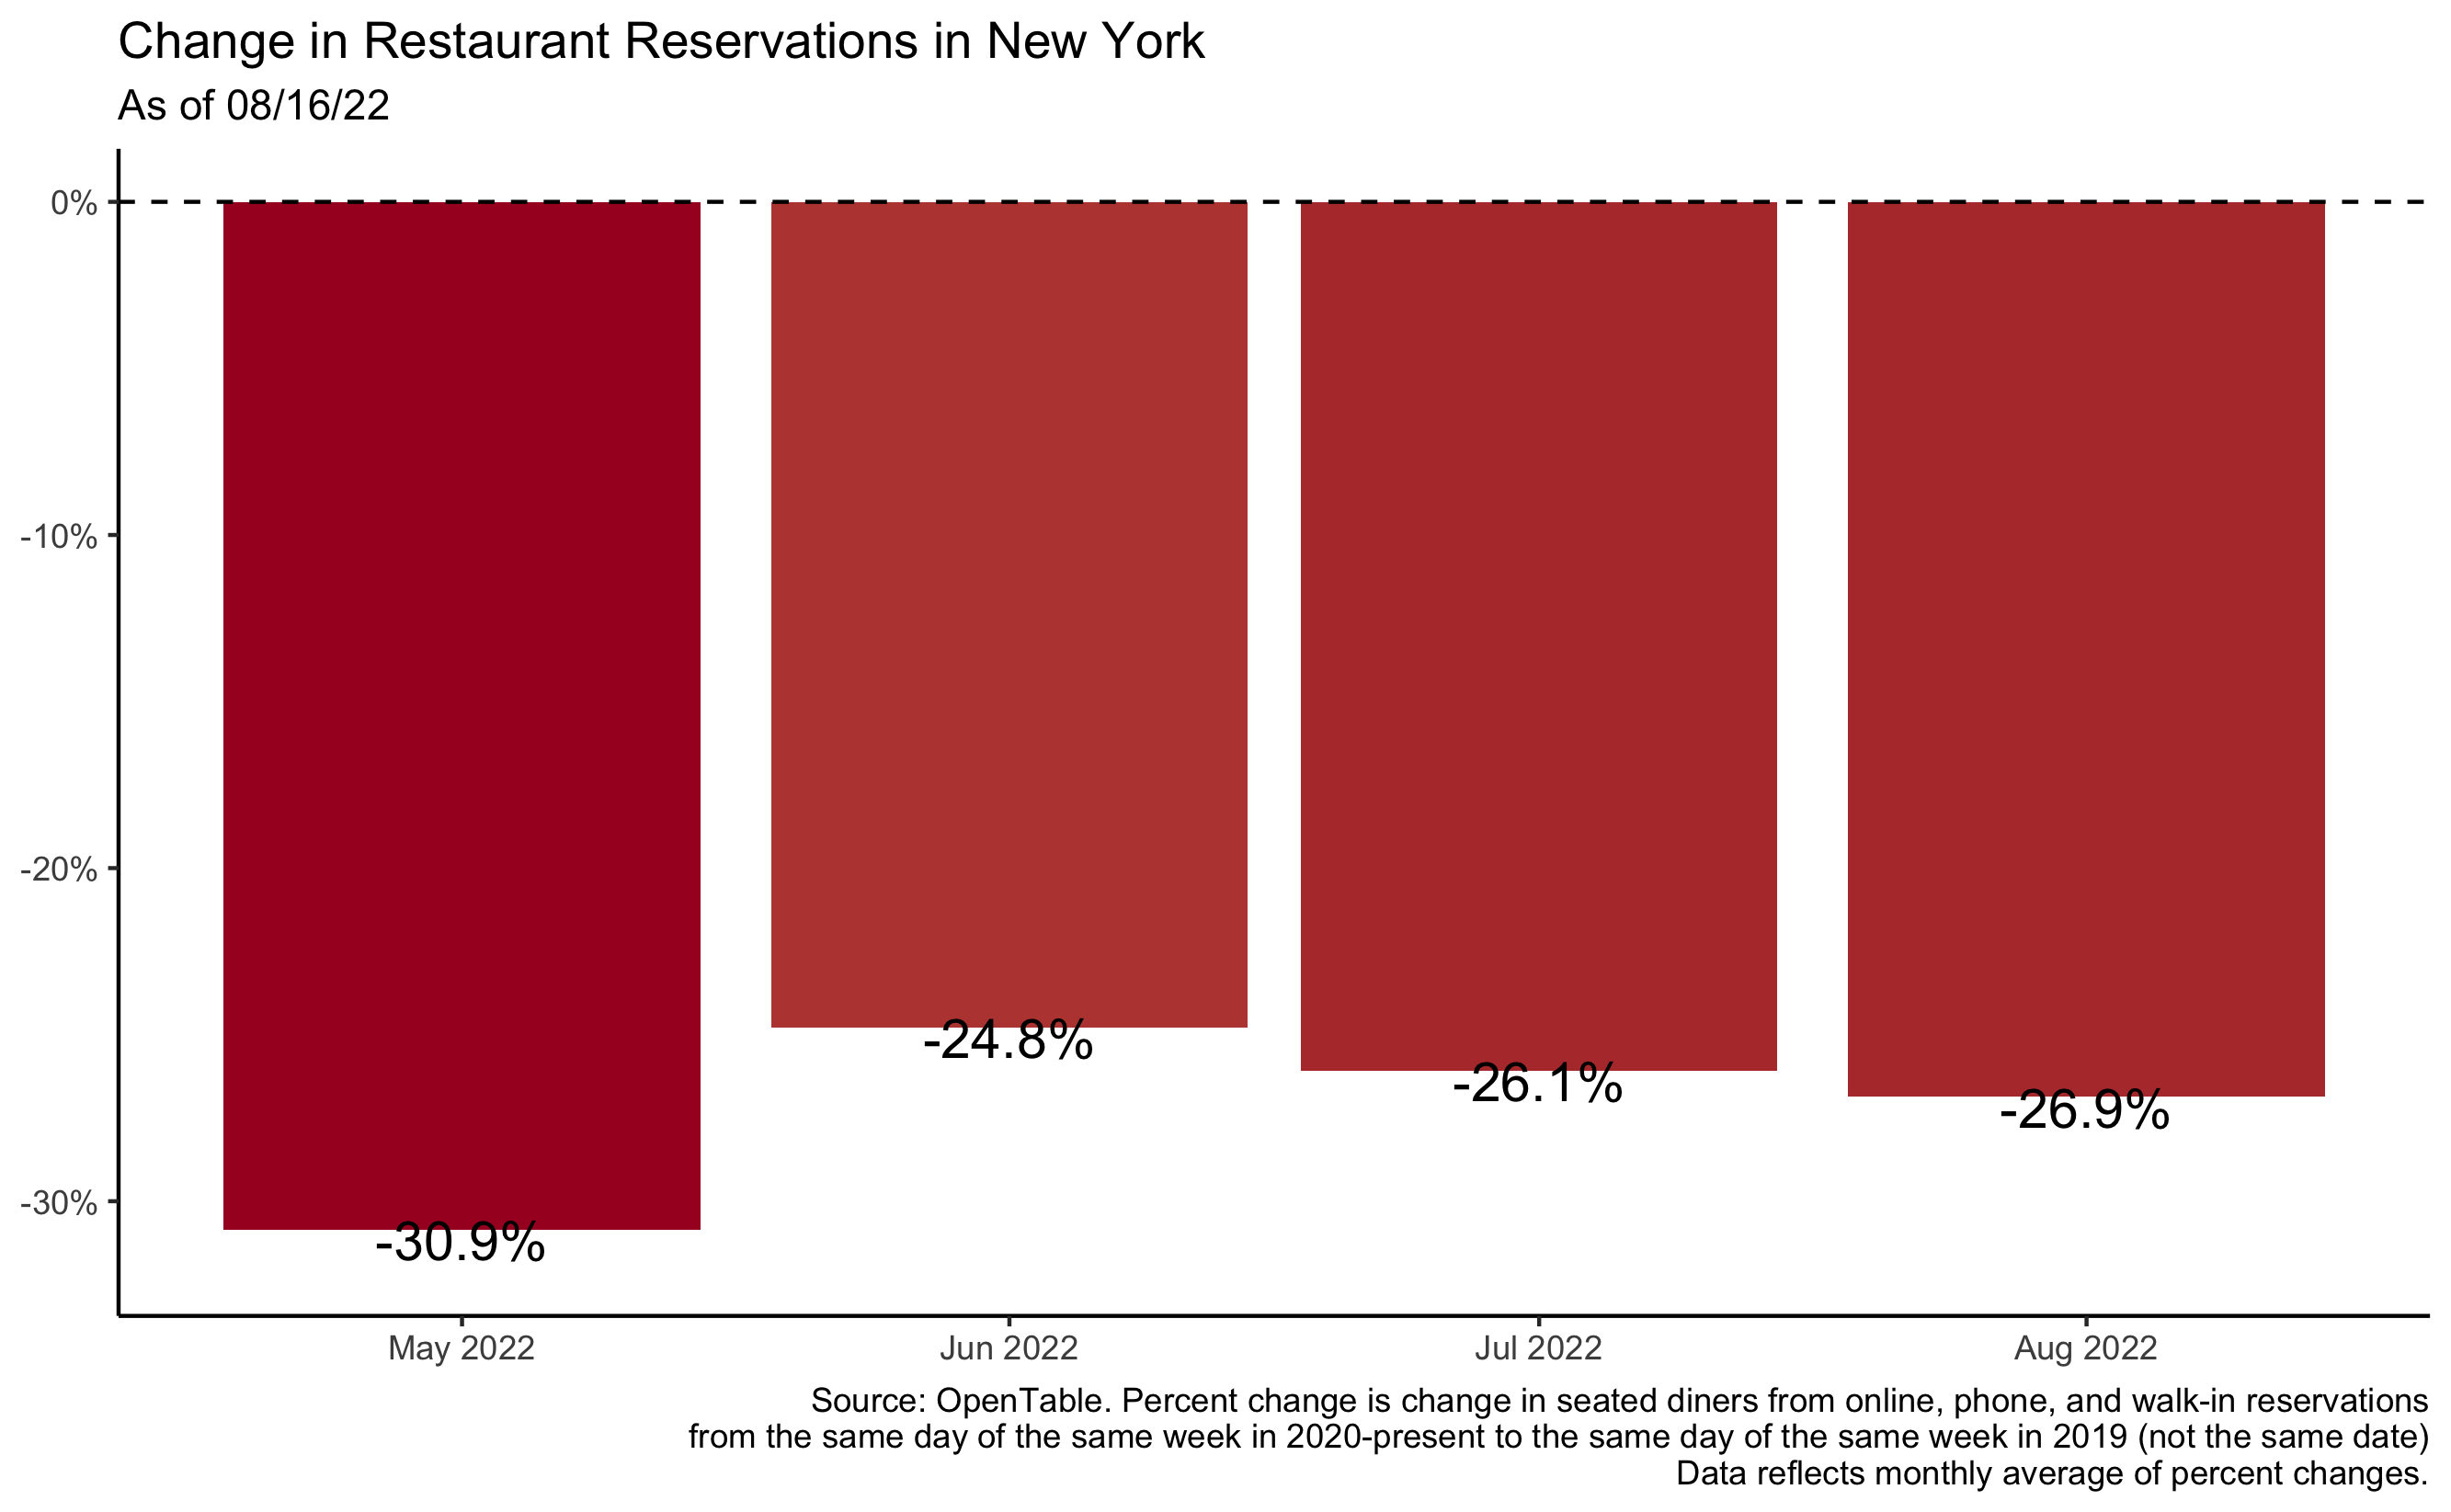 Change in Restaurant Reservations in New York
As of 08/16/22
0%
-10%
-20%
-30%
-30.9%
-24.8%
-26.1%
-26.9%
May 2022
Jun 2022
Jul 2022
Aug 2022
Source: OpenTable. Percent change is change in seated diners from online, phone, and walk-in reservations
from the same day of the same week in 2020-present to the same day of the same week in 2019 (not the same date)
Data reflects monthly average of percent changes.